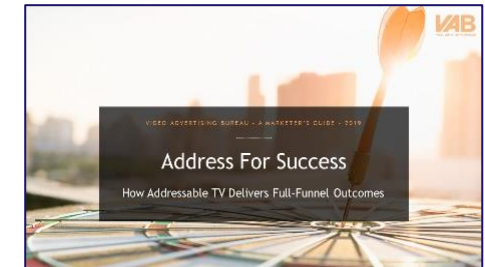 VAB
VIDEO ADVERTISING BUREAU - A MARKETER'S GUIDE - 2019
Address For Success
How Addressable TV Delivers Full-Funnel Outcomes